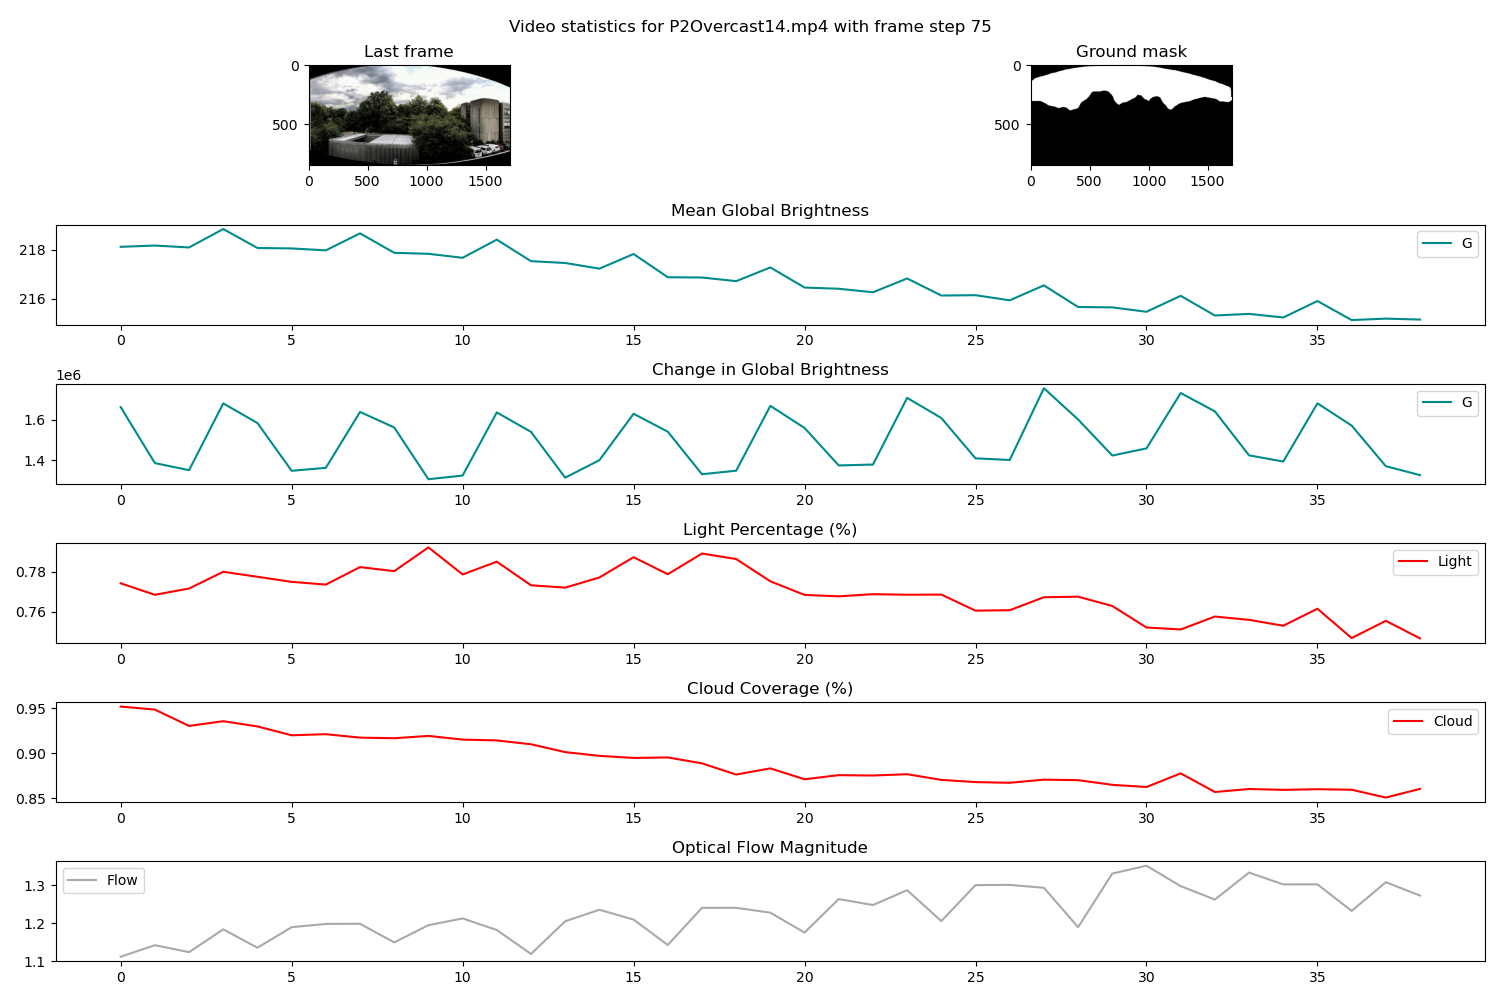 Video statistics for P2Overcast14.mp4 with frame step 75
Last frame
Ground mask
0
500
0 500 1000 1500
0
500
0 500 1000 1500
Mean Global Brightness
218
216
G
0 5 10 15 20 25 30 35
Change in Global Brightness
1e6
1.6
1.4
G
0 5 10 15 20 25 30 35
Light Percentage (%)
0.78
0.76
Light
0 5 10 15 20 25 30 35
Cloud Coverage (%)
0.95
0.90
0.85
Cloud
0 5 10 15 20 25 30 35
Optical Flow Magnitude
1.3
1.2
1.1
Flow
0 5 10 15 20 25 30 35